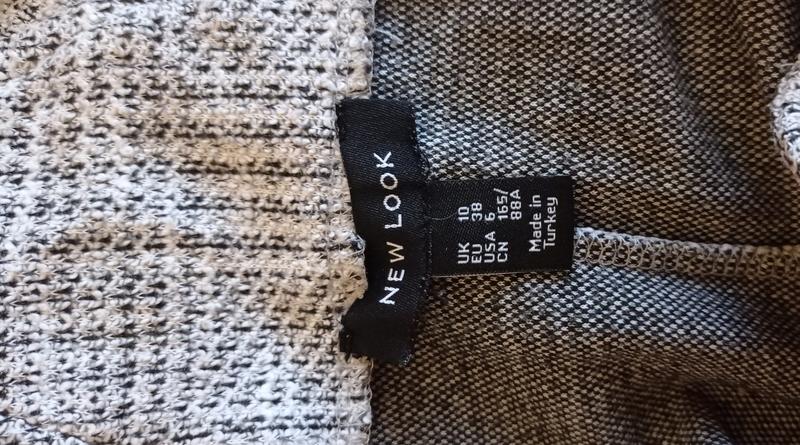 NEW LOOK
UK 10
EU 38
USA 6
CN 165/
88A
Made in
Turkey